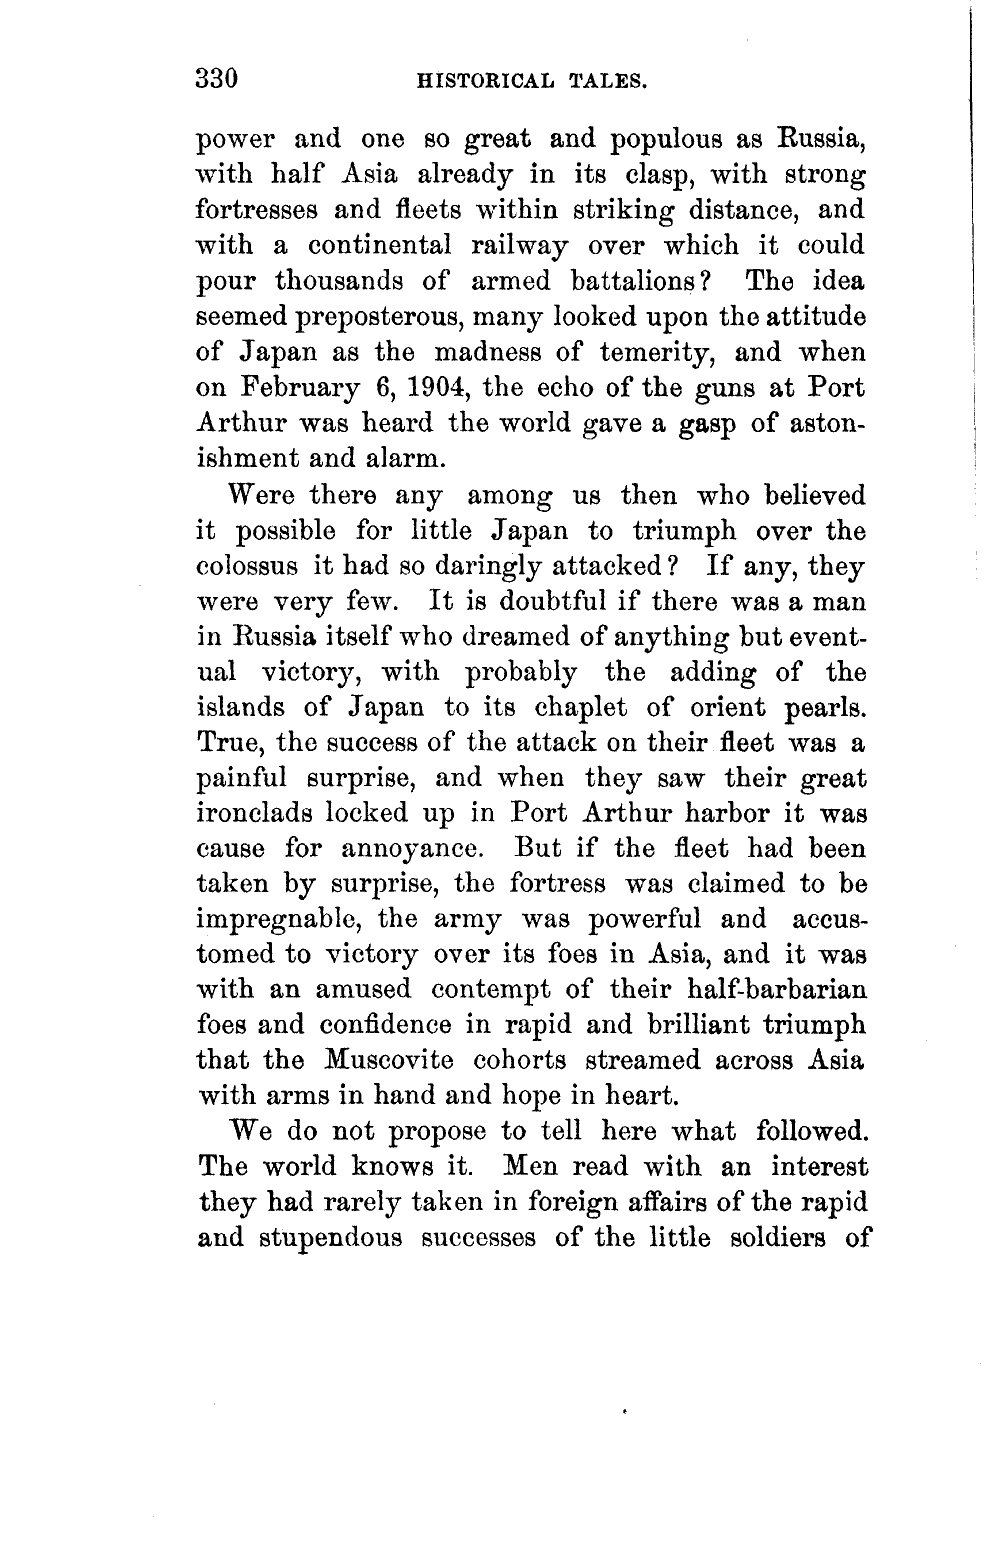 330 HISTORICAL TALES.
power and one so great and populous as Russia,
with half Asia already in its clasp, with strong
fortresses and fleets within striking distance, and
with a continental railway over which it could
pour thousands of armed battalions? The idea
seemed preposterous, many looked upon the attitude
of Japan as the madness of temerity, and when
on February 6, 1904, the echo of the guns at Port
Arthur was heard the world gave a gasp of aston-
ishment and alarm.
Were there any among us then who believed
it possible for little Japan to triumph over the
colossus it had so daringly attacked? If any, they
were very few. It is doubtful if there was a man
in Russia itself who dreamed of anything but event-
ual victory, with probably the adding of the
islands of Japan to its chaplet of orient pearls.
True, the success of the attack on their fleet was a
painful surprise, and when they saw their great
ironclads locked up in Port Arthur harbor it was
cause for annoyance. But if the fleet had been
taken by surprise, the fortress was claimed to be
impregnable, the army was powerful and accus-
tomed to victory over its foes in Asia, and it was
with an amused contempt of their half-barbarian
foes and confidence in rapid and brilliant triumph
that the Muscovite cohorts streamed across Asia
with arms in hand and hope in heart.
We do not propose to tell here what followed.
The world knows it. Men read with an interest
they had rarely taken in foreign affairs of the rapid
and stupendous successes of the little soldiers of